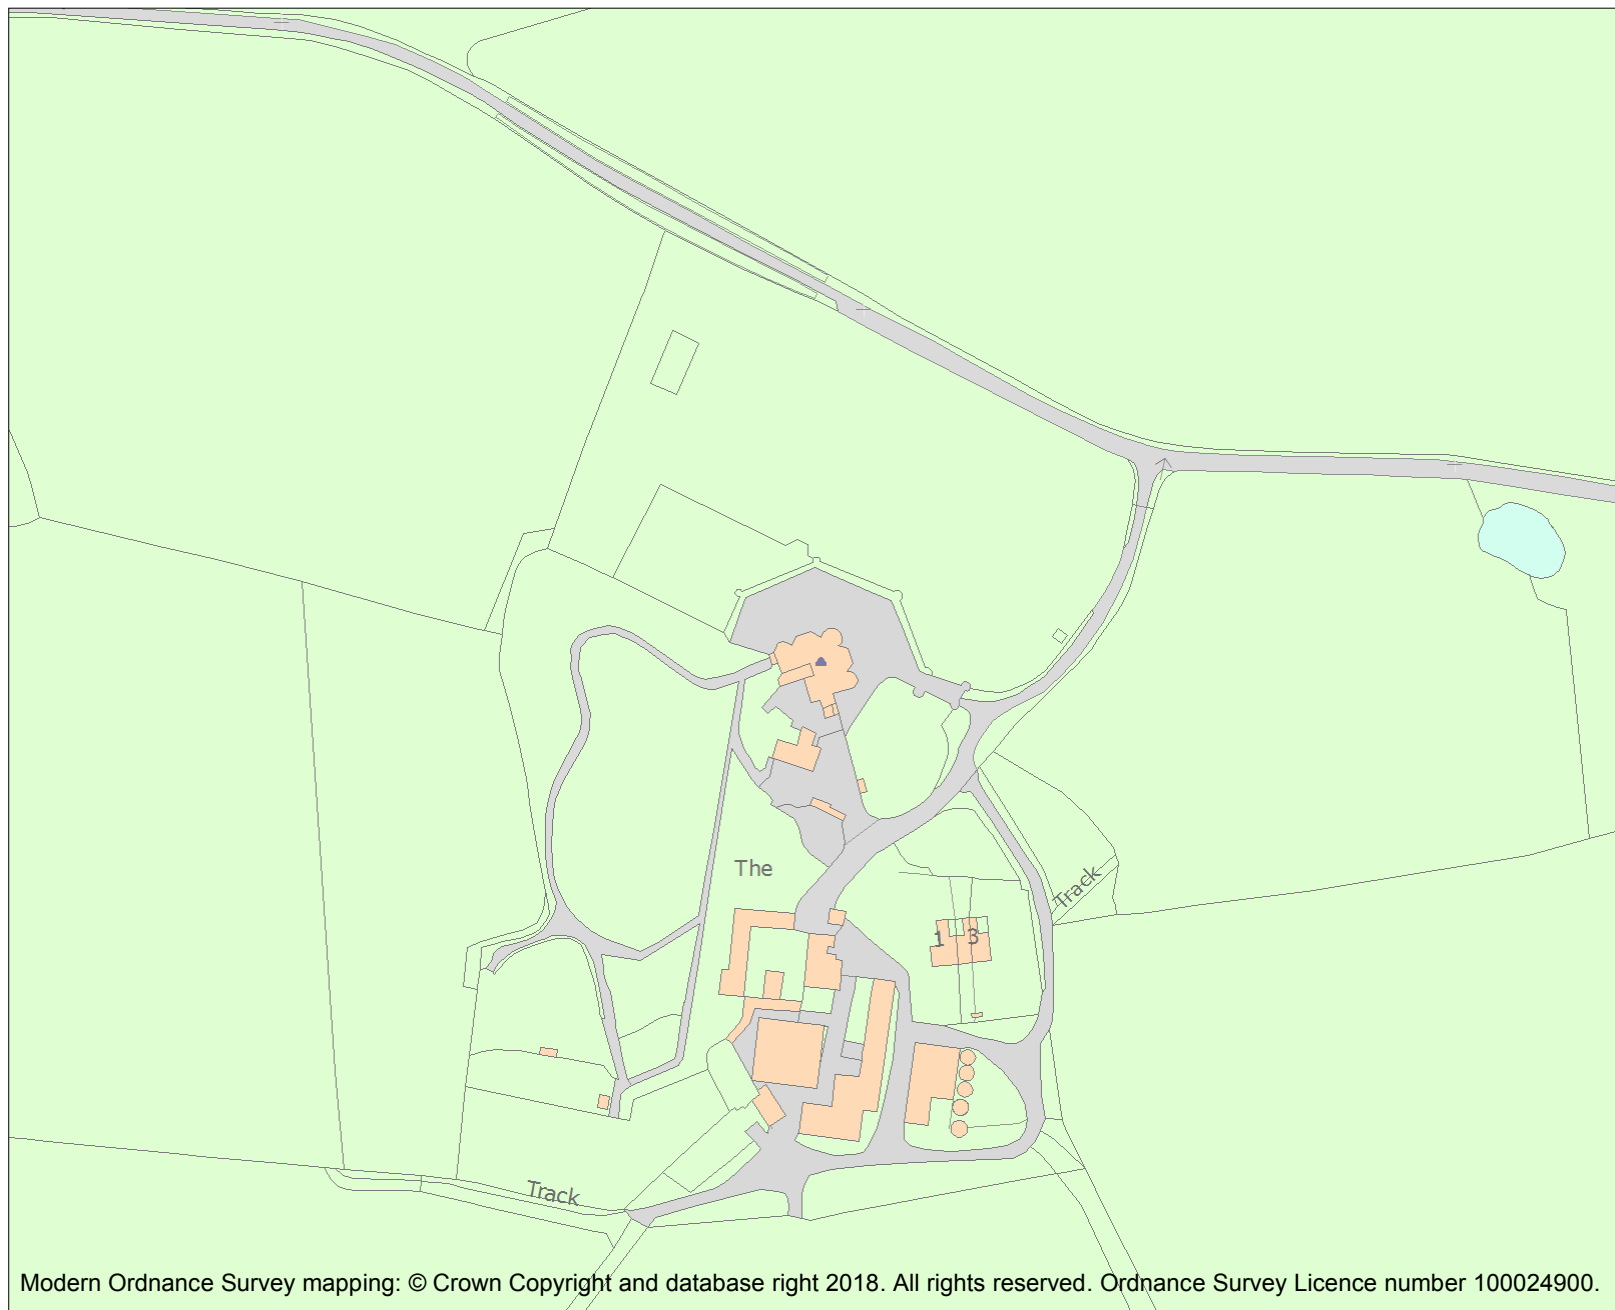 The
Track
1 3
Track
Modern Ordnance Survey mapping: © Crown Copyright and database right 2018. All rights reserved. Ordnance Survey Licence number 100024900.